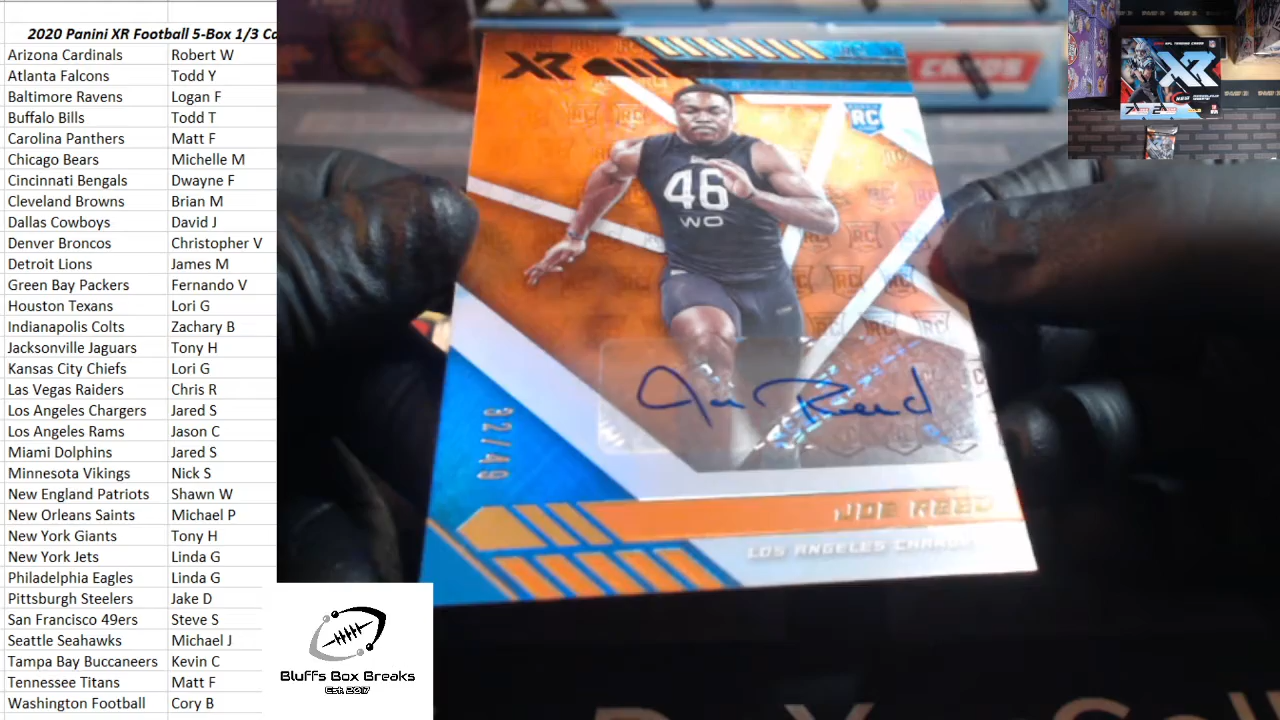 2020 Panini XR Football 5-Box 1/3 Ca
Arizona Cardinals Robert W
Atlanta Falcons Todd Y
Baltimore Ravens Logan F
Buffalo Bills Todd T
Carolina Panthers Matt F
Chicago Bears Michelle M
Cincinnati Bengals Dwayne F
Cleveland Browns Brian M
Dallas Cowboys David J
Denver Broncos Christopher V
Detroit Lions James M
Green Bay Packers Fernando V
Houston Texans Lori G
Indianapolis Colts Zachary B
Jacksonville Jaguars Tony H
Kansas City Chiefs Lori G
Las Vegas Raiders Chris R
Los Angeles Chargers Jared S
Los Angeles Rams Jason C
Miami Dolphins Jared S
Minnesota Vikings Nick S
New England Patriots Shawn W
New Orleans Saints Michael P
New York Giants Tony H
New York Jets Linda G
Philadelphia Eagles Linda G
Pittsburgh Steelers Jake D
San Francisco 49ers Steve S
Seattle Seahawks Michael J
Tampa Bay Buccaneers Kevin C
Tennessee Titans Matt F
Washington Football Cory B
Bluffs Box Breaks
Est. 2017
XR
CARDS
RC
46
WO
Joe Reed
32/49
JOE REED
LOS ANGELES
XR